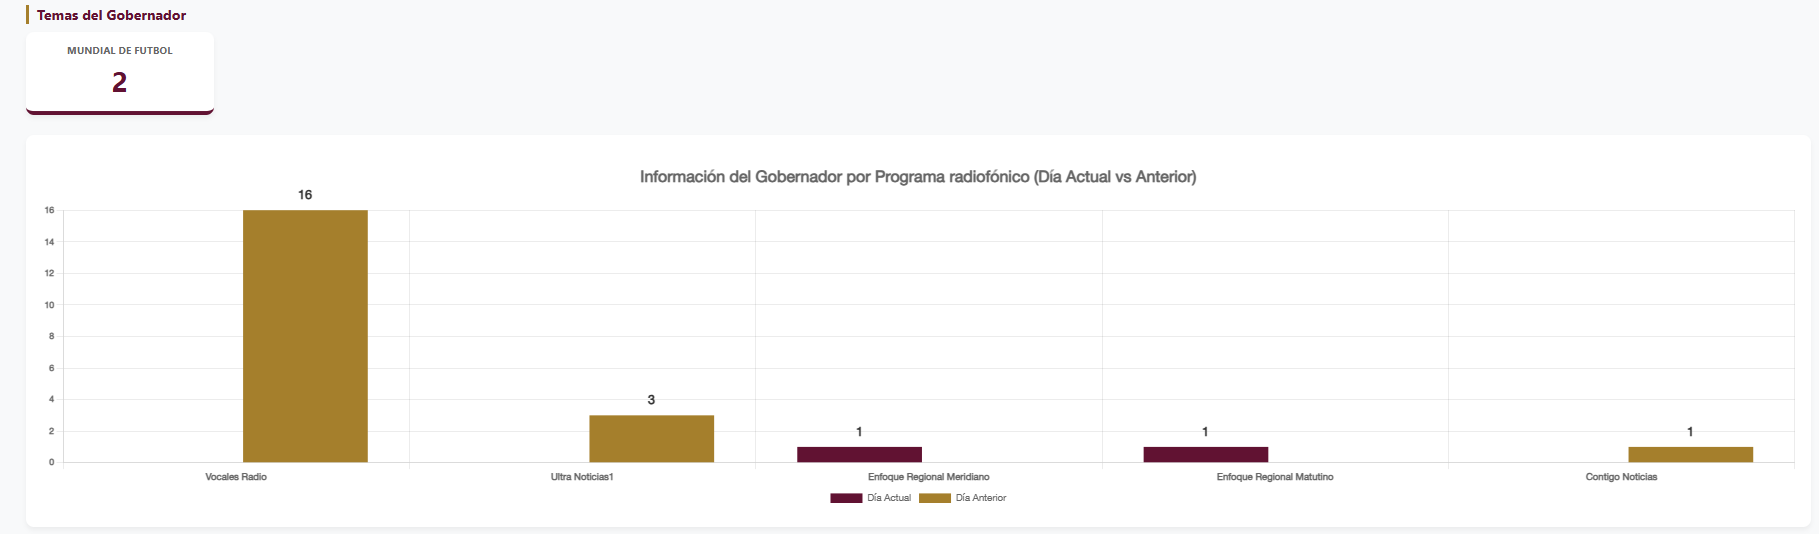 Temas del Gobernador
MUNDIAL DE FUTBOL
2
Información del Gobernador por Programa radiofónico (Día Actual vs Anterior)
16
16
14
12
10
8
6
4
3
2
1
1
1
0
Vocales Radio
Ultra Noticias1
Enfoque Regional Meridiano
Enfoque Regional Matutino
Contigo Noticias
Día Actual
Día Anterior